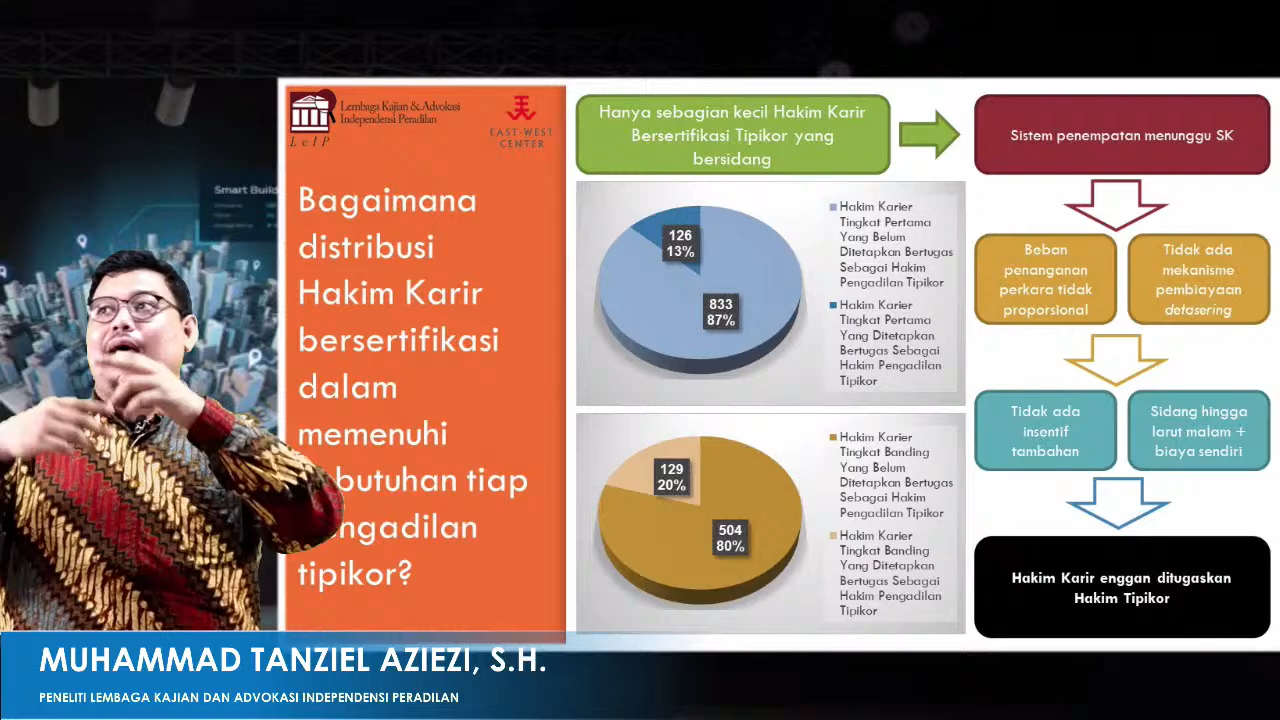 Smart Build
LeIP
Lembaga Kajian & Advokasi
Independensi Peradilan
EAST-WEST
CENTER
Bagaimana
distribusi
Hakim Karir
bersertifikasi
dalam
memenuhi
butuhan tiap
ngadilan
tipikor?
Hanya sebagian kecil Hakim Karir
Bersertifikasi Tipikor yang
bersidang
126
13%
833
87%
Hakim Karier
Tingkat Pertama
Yang Belum
Ditetapkan Bertugas
Sebagai Hakim
Pengadilan Tipikor
Hakim Karier
Tingkat Pertama
Yang Ditetapkan
Bertugas Sebagai
Hakim Pengadilan
Tipikor
129
20%
504
80%
Hakim Karier
Tingkat Banding
Yang Belum
Ditetapkan Bertugas
Sebagai Hakim
Pengadilan Tipikor
Hakim Karier
Tingkat Banding
Yang Ditetapkan
Bertugas Sebagai
Hakim Pengadilan
Tipikor
Sistem penempatan menunggu SK
Beban
penanganan
perkara tidak
proporsional
Tidak ada
mekanisme
pembiayaan
detasering
Tidak ada
insentif
tambahan
Sidang hingga
larut malam +
biaya sendiri
Hakim Karir enggan ditugaskan
Hakim Tipikor
MUHAMMAD TANZIEL AZIEZI, S.H.
PENELITI LEMBAGA KAJIAN DAN ADVOKASI INDEPENDENSI PERADILAN